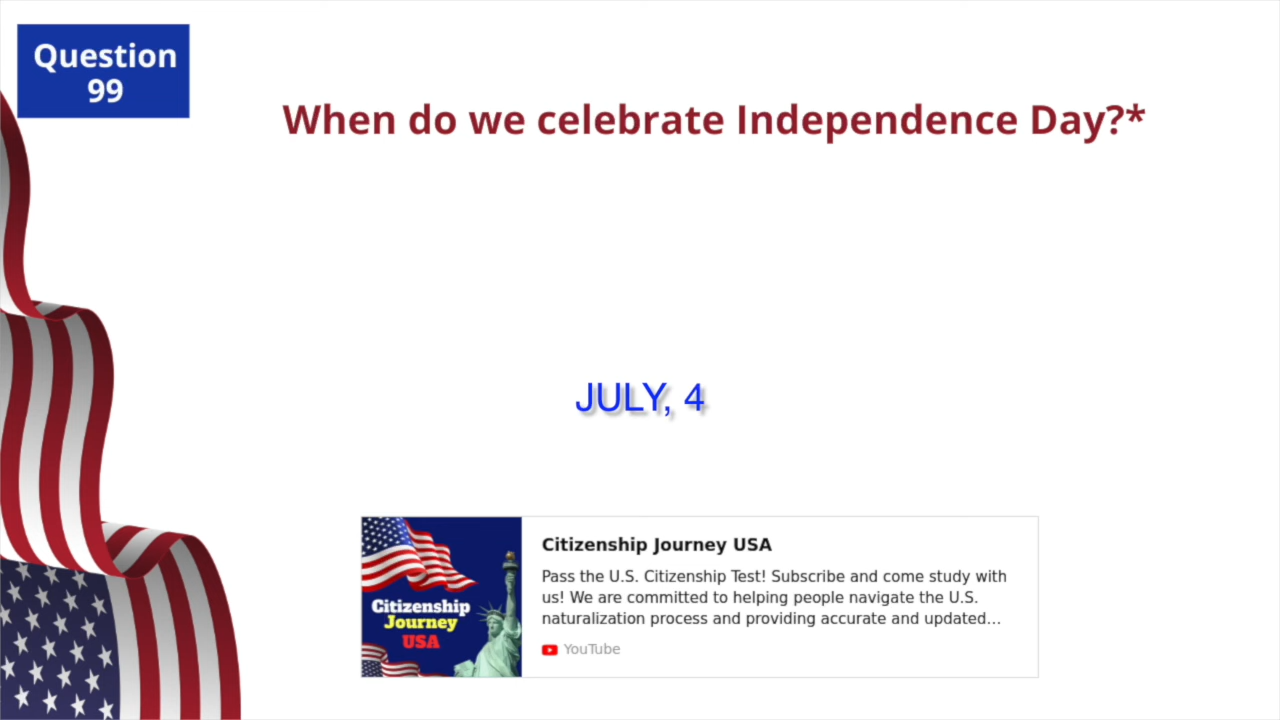 Question
99
When do we celebrate Independence Day?*
JULY, 4
Citizenship
Journey
USA
Citizenship Journey USA
Pass the U.S. Citizenship Test! Subscribe and come study with
us! We are committed to helping people navigate the U.S.
naturalization process and providing accurate and updated...
YouTube